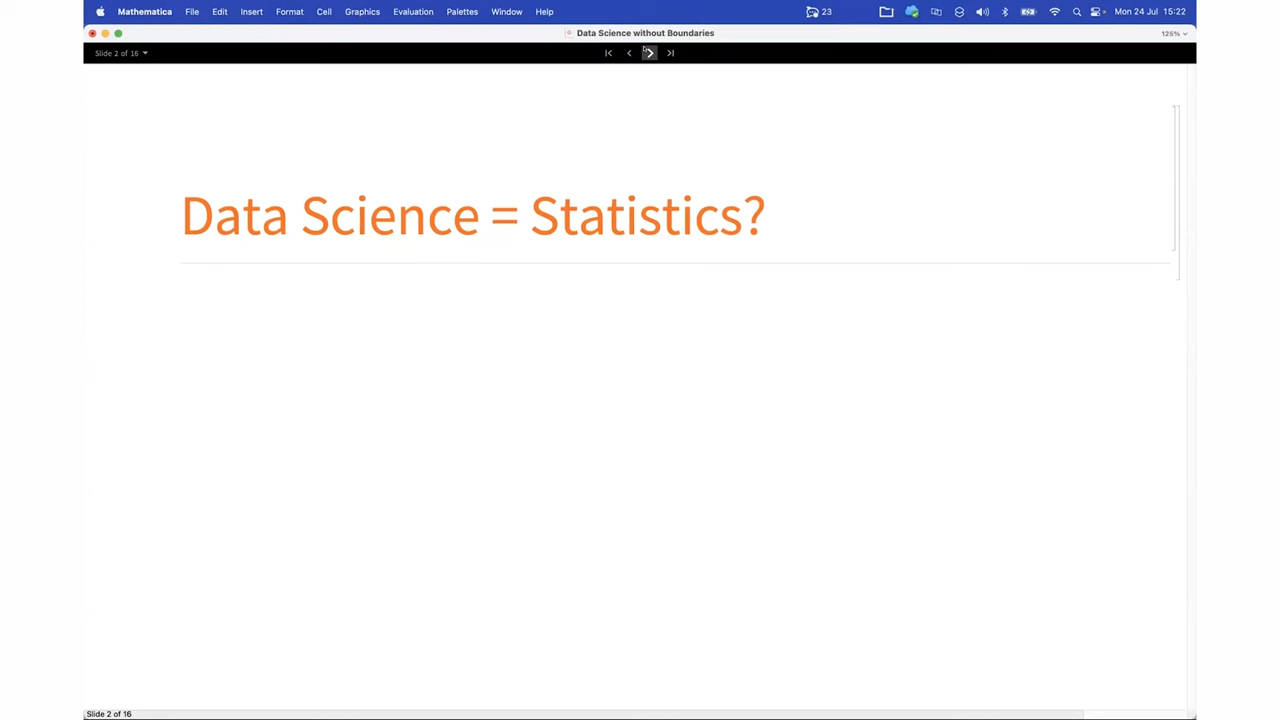 Mathematica File Edit Insert Format Cell Graphics Evaluation Palettes Window Help 23 Mon 24 Jul 15:22
Data Science without Boundaries 125%
Slide 2 of 16
Data Science = Statistics?
Slide 2 of 16